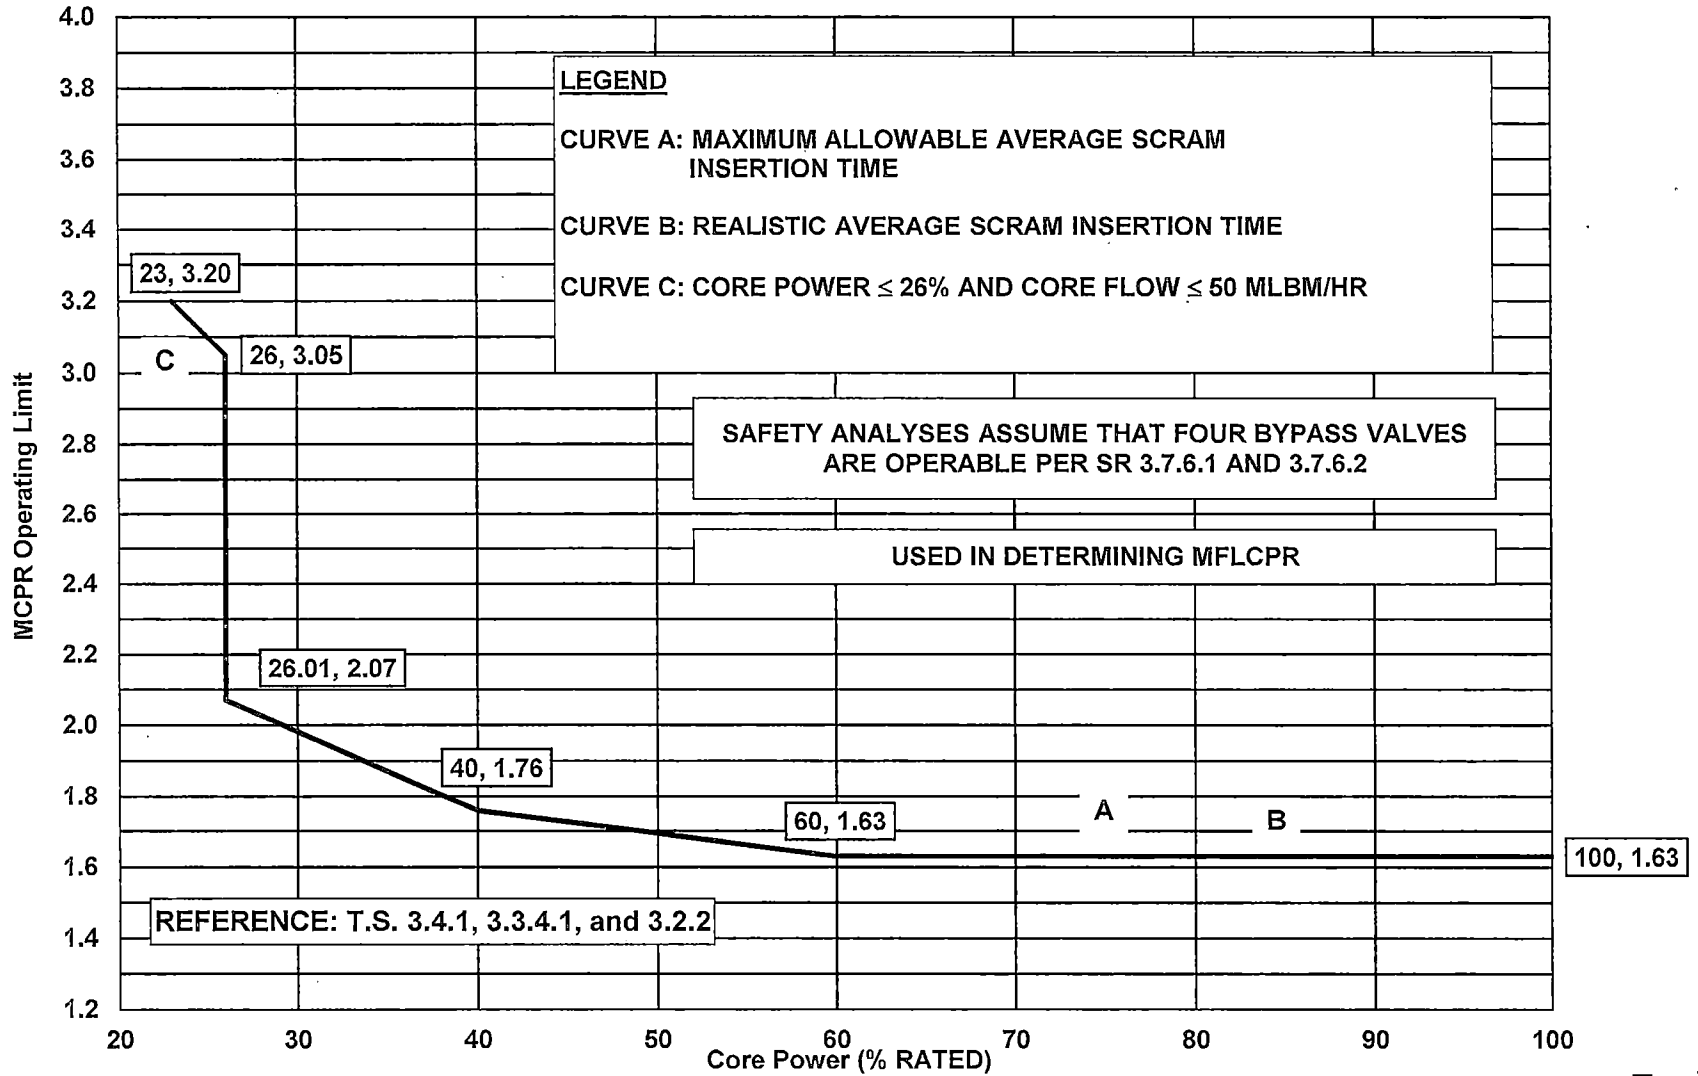 4.0
3.8
3.6
3.4
3.2
3.0
2.8
2.6
2.4
2.2
2.0
1.8
1.6
1.4
1.2
MCPR Operating Limit
LEGEND
CURVE A: MAXIMUM ALLOWABLE AVERAGE SCRAM
INSERTION TIME
CURVE B: REALISTIC AVERAGE SCRAM INSERTION TIME
CURVE C: CORE POWER ≤ 26% AND CORE FLOW ≤ 50 MLBM/HR
23, 3.20
C
26, 3.05
SAFETY ANALYSES ASSUME THAT FOUR BYPASS VALVES
ARE OPERABLE PER SR 3.7.6.1 AND 3.7.6.2
USED IN DETERMINING MFLCPR
26.01, 2.07
40, 1.76
60, 1.63
A
B
100, 1.63
REFERENCE: T.S. 3.4.1, 3.3.4.1, and 3.2.2
20 30 40 50 60 70 80 90 100
Core Power (% RATED)